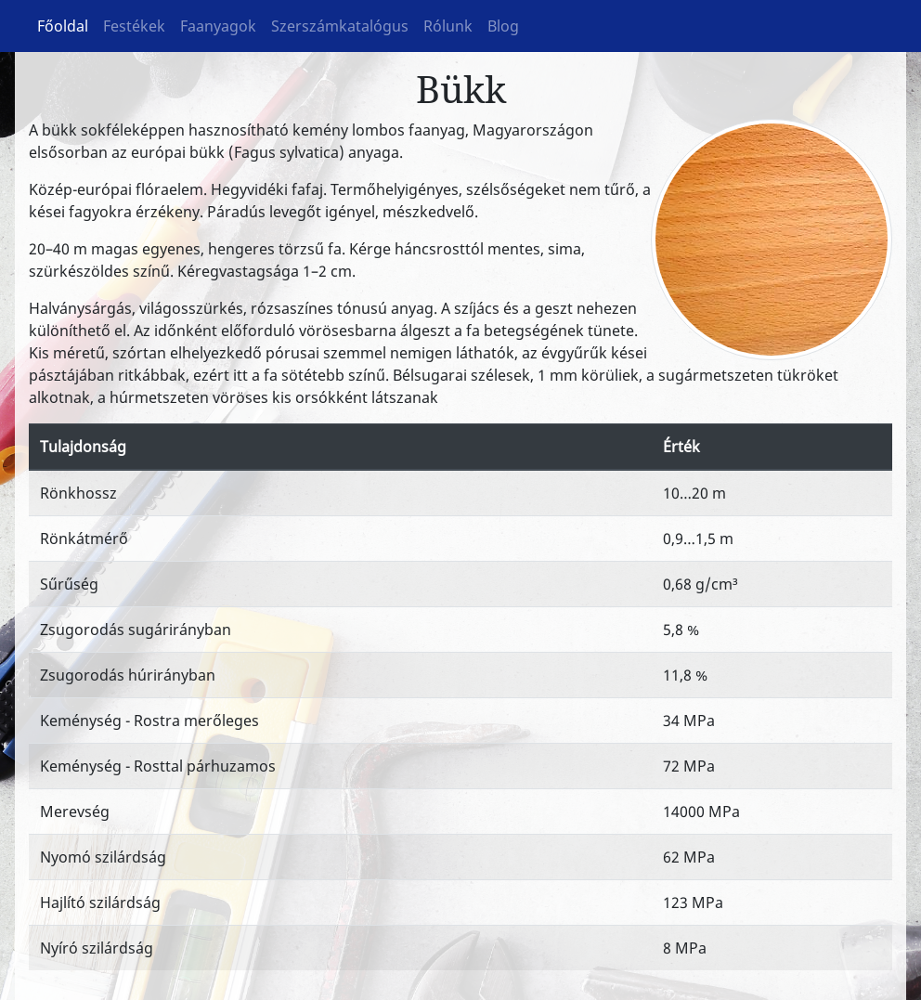 Főoldal Festékek Faanyagok Szerszámkatalógus Rólunk Blog
Bükk
A bükk sokféleképpen hasznosítható kemény lombos faanyag, Magyarországon
elsősorban az európai bükk (Fagus sylvatica) anyaga.
Közép-európai flóraelem. Hegyvidéki fafaj. Termőhelyigényes, szélsőségeket nem tűrő, a
kései fagyokra érzékeny. Páradús levegőt igényel, mészkedvelő.
20–40 m magas egyenes, hengeres törzsű fa. Kérge háncsrosttól mentes, sima,
szürkészöldes színű. Kéregvastagsága 1–2 cm.
Halványsárgás, világosszürkés, rózsaszínes tónusú anyag. A szíjács és a geszt nehezen
különíthető el. Az időnként előforduló vörösesbarna álgeszt a fa betegségének tünete.
Kis méretű, szórtan elhelyezkedő pórusai szemmel nemigen láthatók, az évgyűrűk kései
pásztájában ritkábbak, ezért itt a fa sötétebb színű. Bélsugarai szélesek, 1 mm körüliek, a sugármetszeten tükröket
alkotnak, a húrmetszeten vöröses kis orsókként látszanak
Tulajdonság Érték
Rönkhossz 10...20 m
Rönkátmérő 0,9...1,5 m
Sűrűség 0,68 g/cm³
Zsugorodás sugárirányban 5,8 %
Zsugorodás húrirányban 11,8 %
Keménység - Rostra merőleges 34 MPa
Keménység - Rosttal párhuzamos 72 MPa
Merevség 14000 MPa
Nyomó szilárdság 62 MPa
Hajlító szilárdság 123 MPa
Nyíró szilárdság 8 MPa